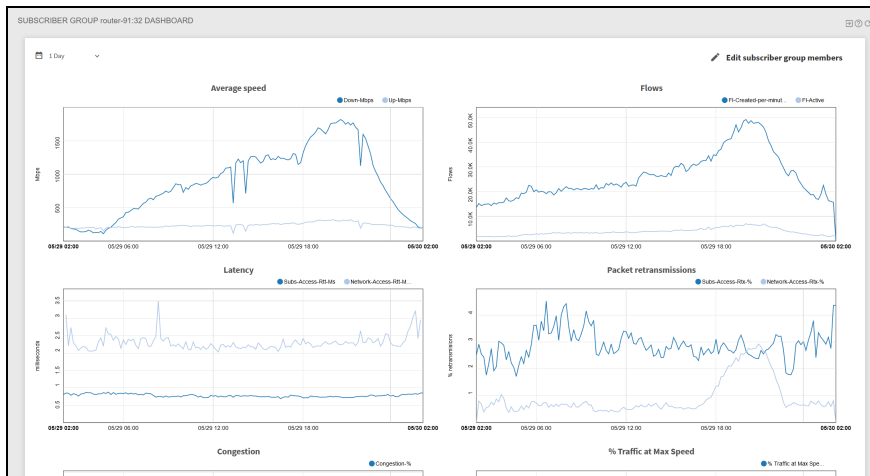 SUBSCRIBER GROUP router-91:32 DASHBOARD
1 Day
Edit subscriber group members
Average speed
Down-Mbps Up-Mbps
Mbps
1500
1000
500
05/29 02:00 05/29 06:00 05/29 12:00 05/29 18:00 05/30 02:00
Flows
Fl-Created-per-minut... Fl-Active
Flows
50.0K
40.0K
30.0K
20.0K
10.0K
05/29 02:00 05/29 06:00 05/29 12:00 05/29 18:00 05/30 02:00
Latency
Subs-Access-Rtt-Ms Network-Access-Rtt-M...
miliseconds
3.5
3
2.5
2
1.5
1
0.5
05/29 02:00 05/29 06:00 05/29 12:00 05/29 18:00 05/30 02:00
Packet retransmissions
Subs-Access-Rtx-% Network-Access-Rtx-%
% retransmissions
4
3
2
1
05/29 02:00 05/29 06:00 05/29 12:00 05/29 18:00 05/30 02:00
Congestion
Congestion-%
% Traffic at Max Speed
% Traffic at Max Spe...